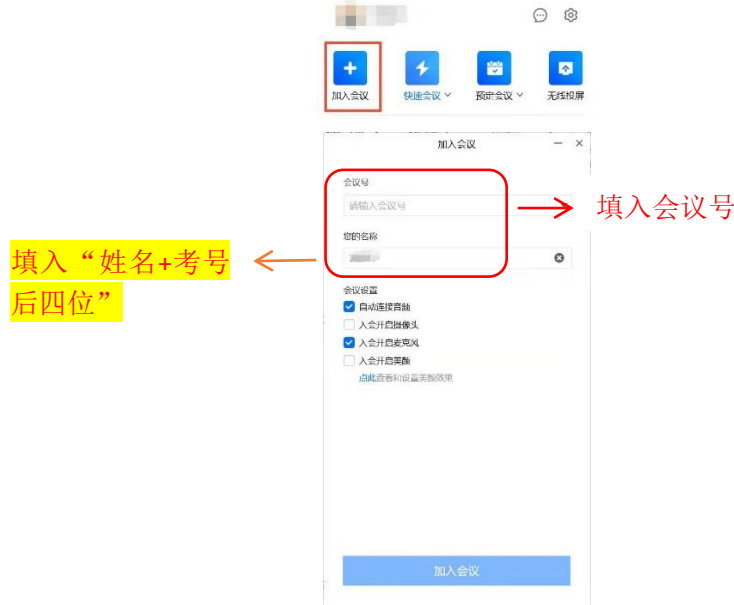 加入会议
快速会议
预定会议
无线投屏
加入会议
会议号
请输入会议号
填入会议号
您的名称
填入“姓名+考号
后四位”
会议设置
自动连接音频
入会开启摄像头
入会开启麦克风
入会开启美颜
点此查看和设置美颜效果
加入会议